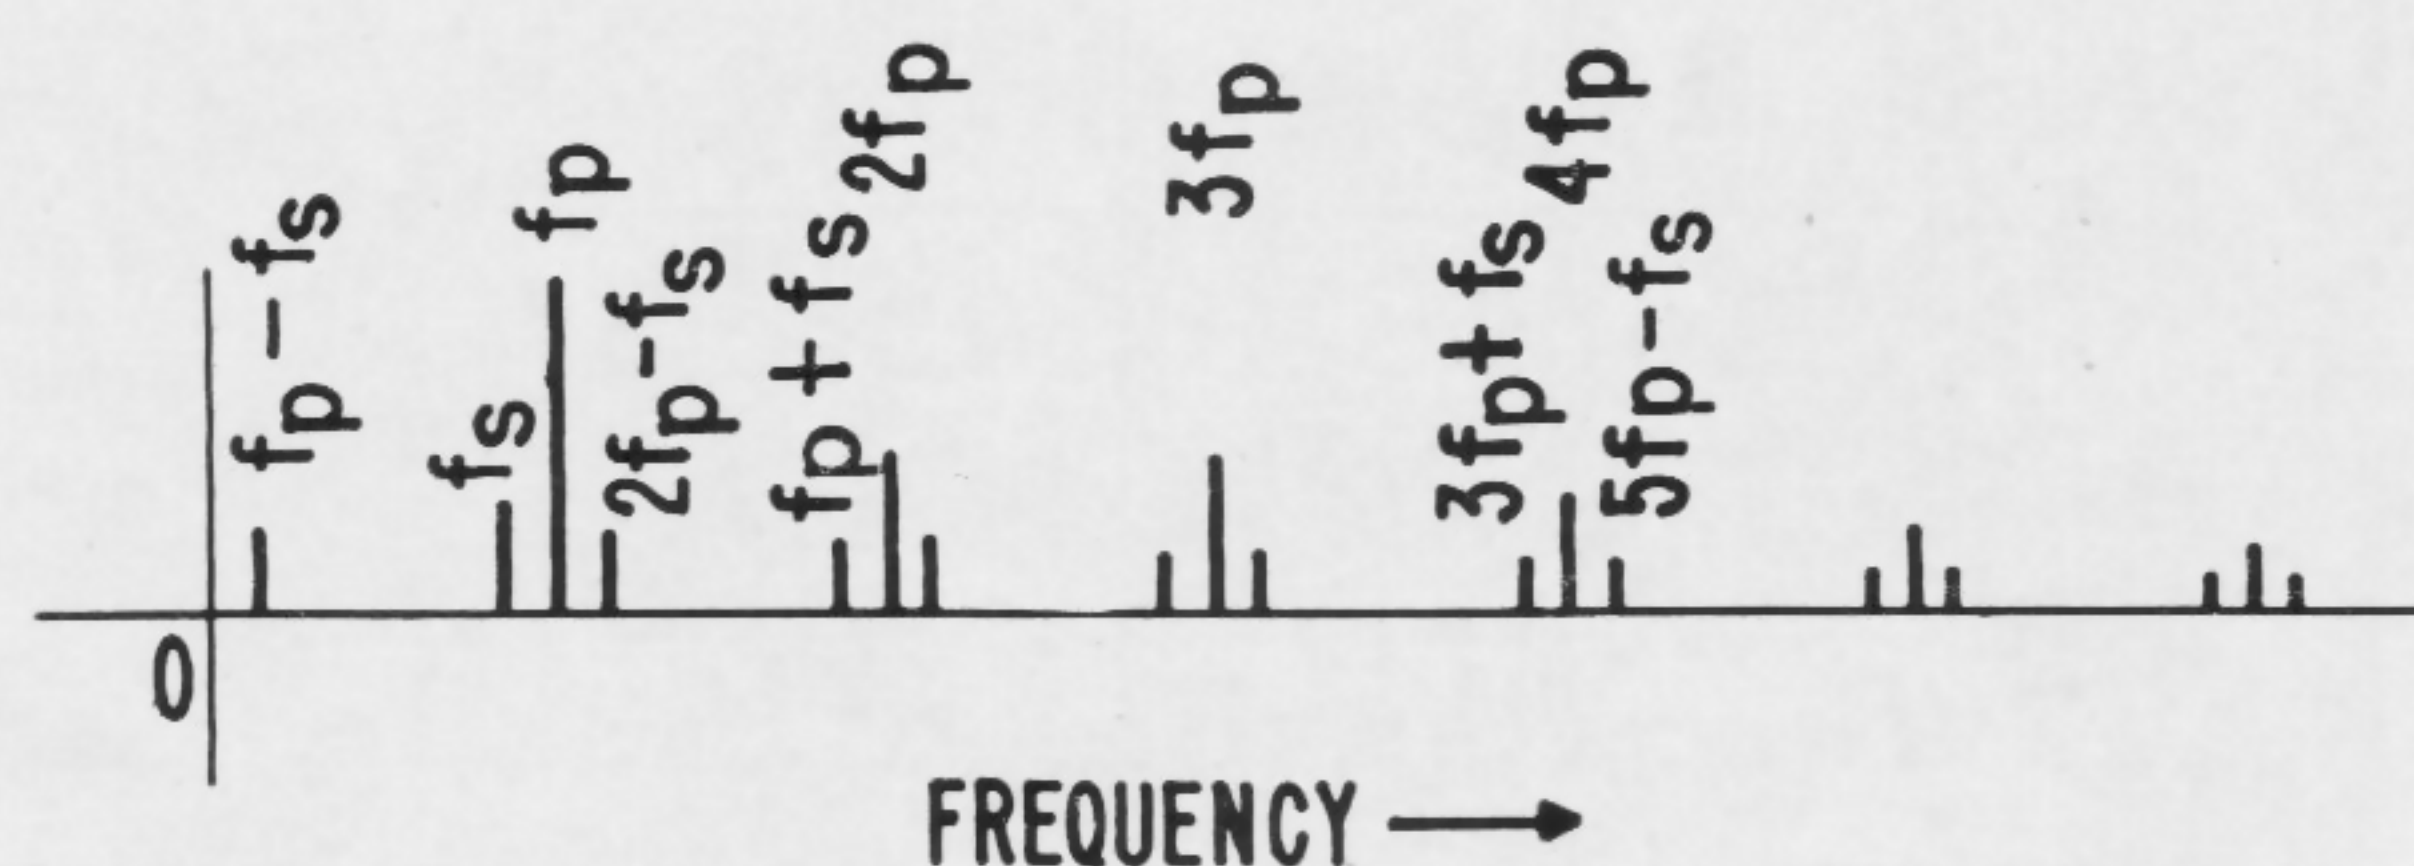 fp - fs
fs
fp
2fp-fs
fp + fs
2fp
3fp
3fp+ fs
4fp
5fp-fs
0
FREQUENCY